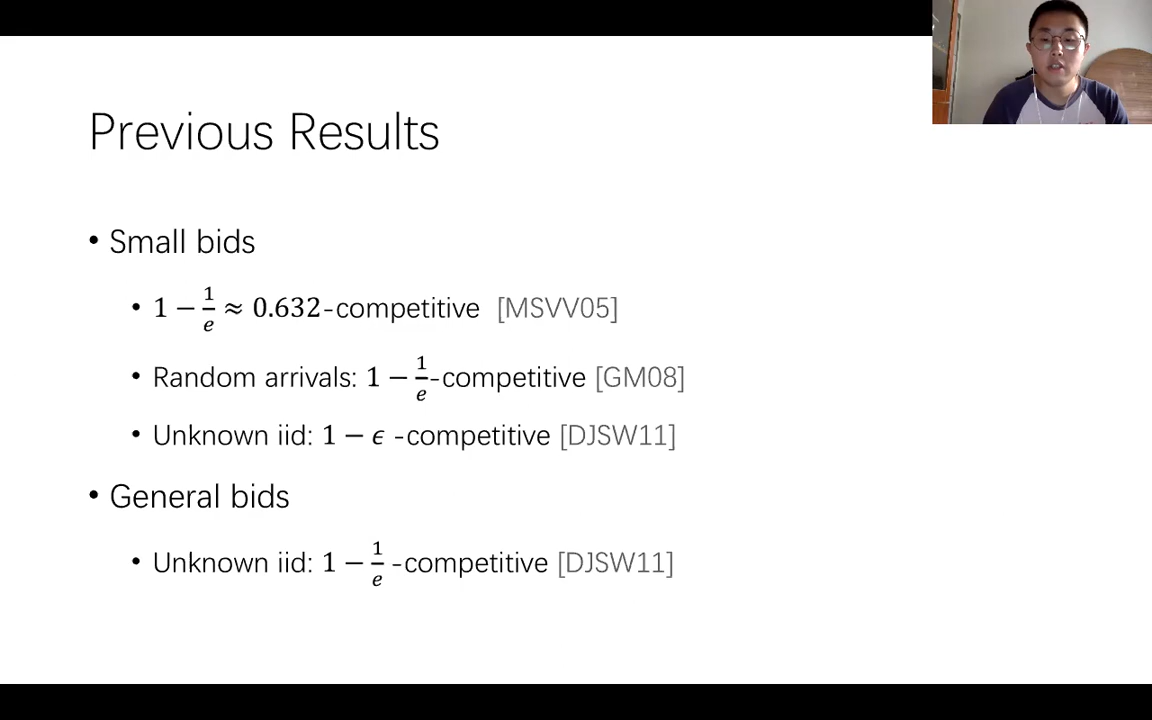 Previous Results
• Small bids
• 1 − 1/e ≈ 0.632-competitive [MSVV05]
• Random arrivals: 1 − 1/e-competitive [GM08]
• Unknown iid: 1 − ϵ -competitive [DJSW11]
• General bids
• Unknown iid: 1 − 1/e -competitive [DJSW11]